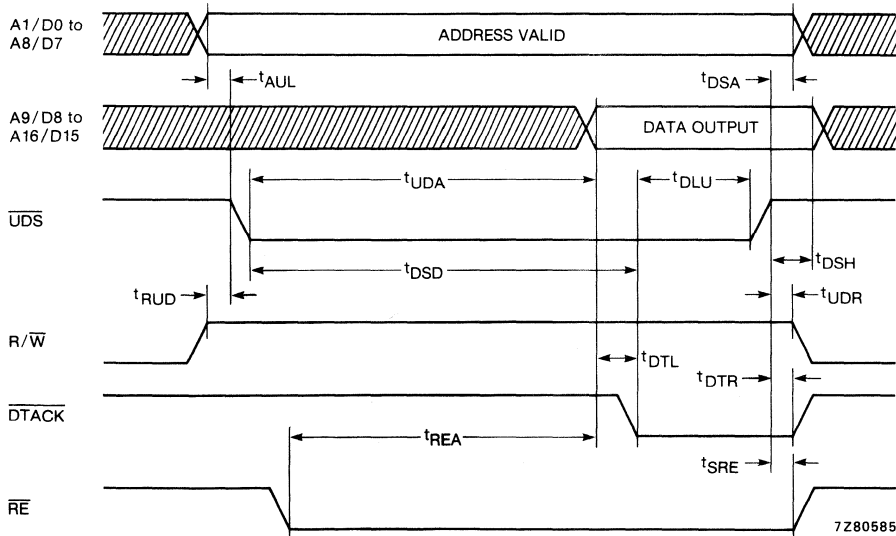 A1/D0 to
A8/D7
ADDRESS VALID
tAUL
tDSA
A9/D8 to
A16/D15
DATA OUTPUT
tUDA
tDLU
UDS
tDSD
tDSH
tRUD
tUDR
R/W
tDTL
tDTR
DTACK
tREA
tSRE
RE
7Z80585